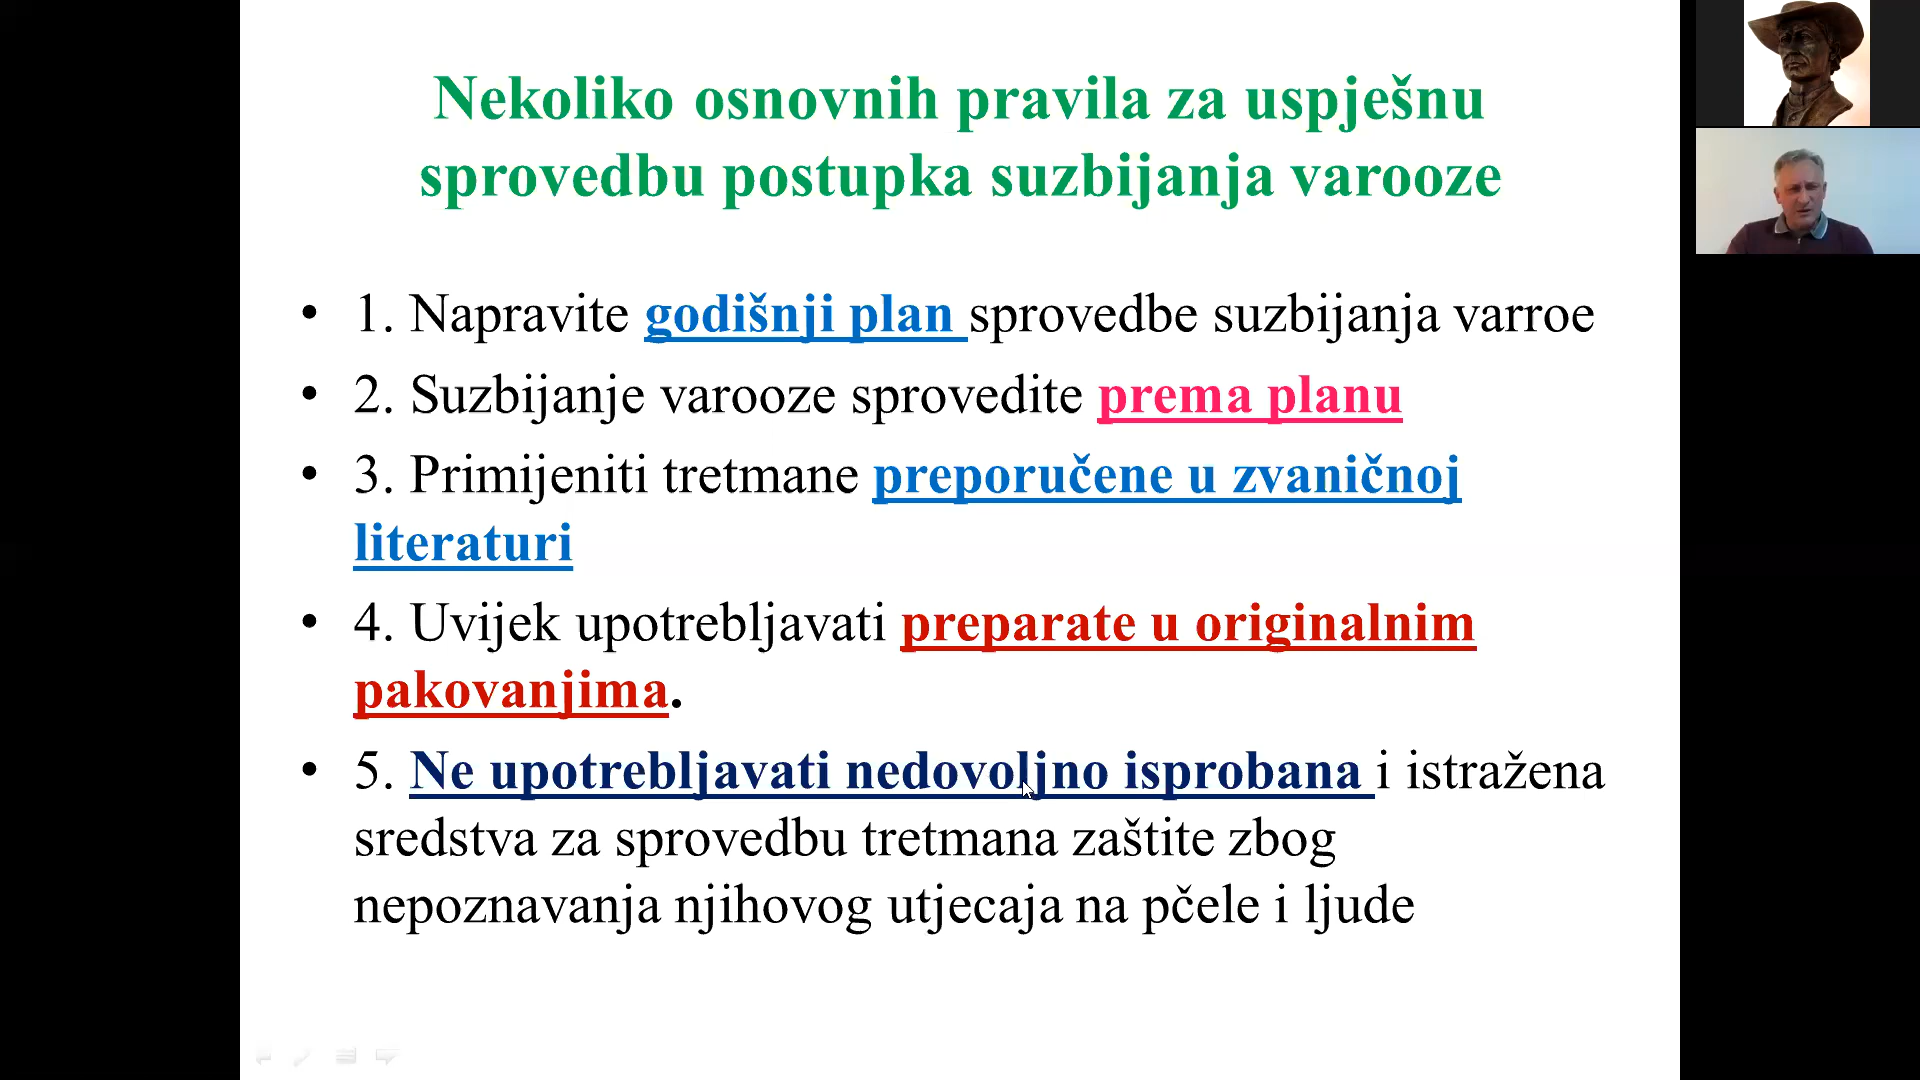 Nekoliko osnovnih pravila za uspješnu
sprovedbu postupka suzbijanja varooze
• 1. Napravite godišnji plan sprovedbe suzbijanja varroe
• 2. Suzbijanje varooze sprovedite prema planu
• 3. Primijeniti tretmane preporučene u zvaničnoj
literaturi
• 4. Uvijek upotrebljavati preparate u originalnim
pakovanjima.
• 5. Ne upotrebljavati nedovoljno isprobana i istražena
sredstva za sprovedbu tretmana zaštite zbog
nepoznavanja njihovog utjecaja na pčele i ljude